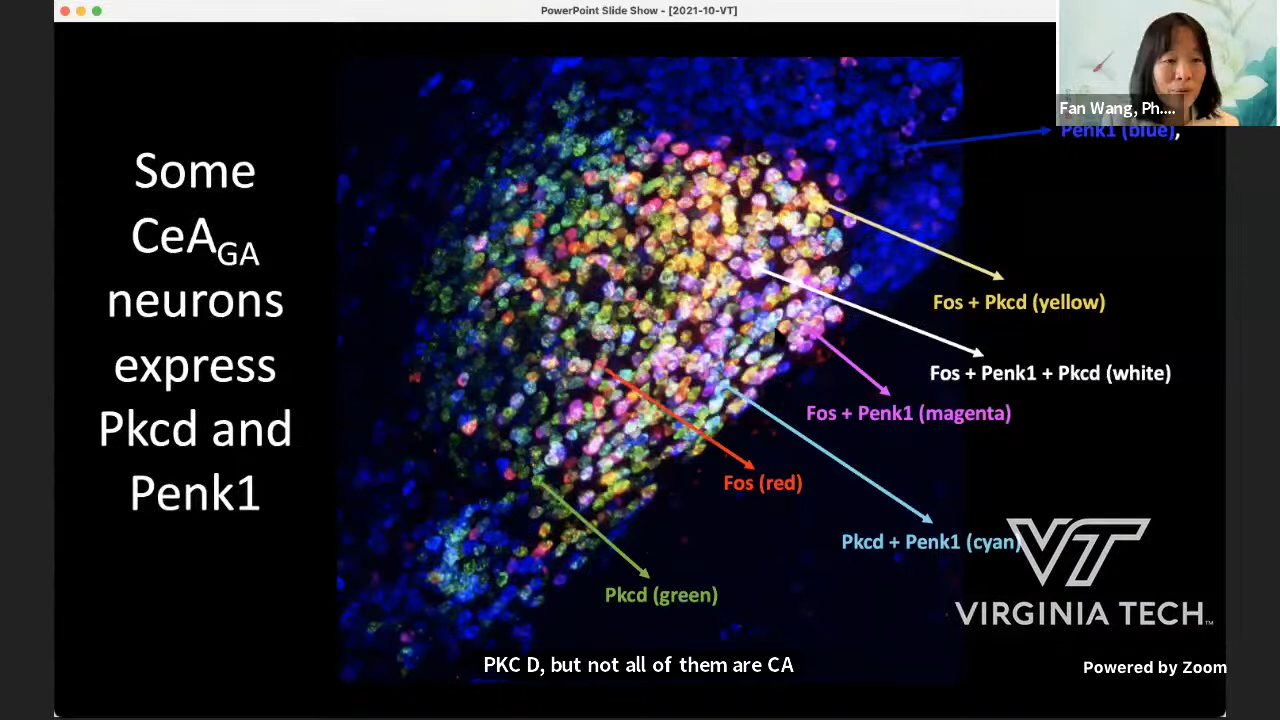 PowerPoint Slide Show - [2021-10-VT]
Fan Wang, Ph....
Some
CeAGA
neurons
express
Pkcd and
Penk1
Penk1 (blue),
Fos + Pkcd (yellow)
Fos + Penk1 + Pkcd (white)
Fos + Penk1 (magenta)
Fos (red)
Pkcd + Penk1 (cyan)
Pkcd (green)
VT
VIRGINIA TECH™
PKC D, but not all of them are CA
Powered by Zoom